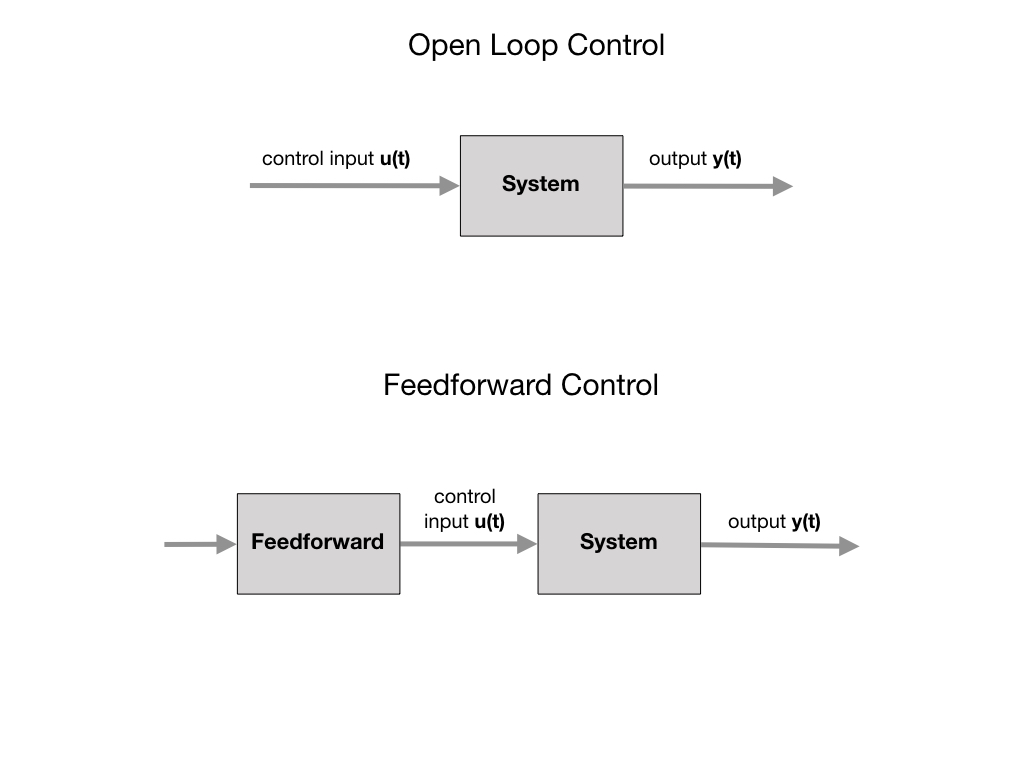 Open Loop Control
control input u(t)
System
output y(t)
Feedforward Control
Feedforward
control
input u(t)
System
output y(t)